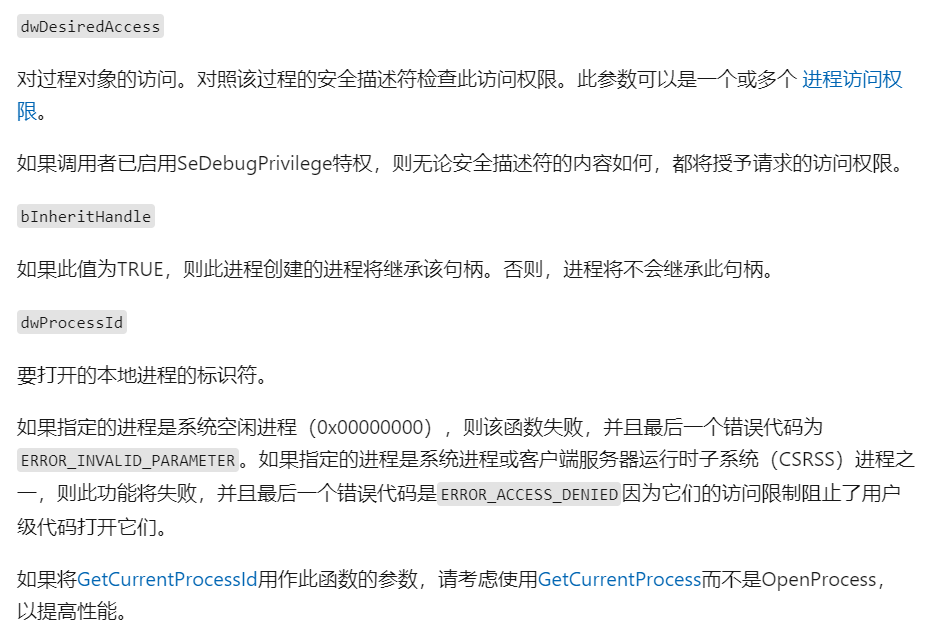 dwDesiredAccess
对过程对象的访问。对照该过程的安全描述符检查此访问权限。此参数可以是一个或多个 进程访问权
限。
如果调用者已启用SeDebugPrivilege特权，则无论安全描述符的内容如何，都将授予请求的访问权限。
bInheritHandle
如果此值为TRUE，则此进程创建的进程将继承该句柄。否则，进程将不会继承此句柄。
dwProcessId
要打开的本地进程的标识符。
如果指定的进程是系统空闲进程（0x00000000），则该函数失败，并且最后一个错误代码为
ERROR_INVALID_PARAMETER。如果指定的进程是系统进程或客户端服务器运行时子系统（CSRSS）进程之
一，则此功能将失败，并且最后一个错误代码是ERROR_ACCESS_DENIED因为它们的访问限制阻止了用户
级代码打开它们。
如果将GetCurrentProcessId用作此函数的参数，请考虑使用GetCurrentProcess而不是OpenProcess，
以提高性能。